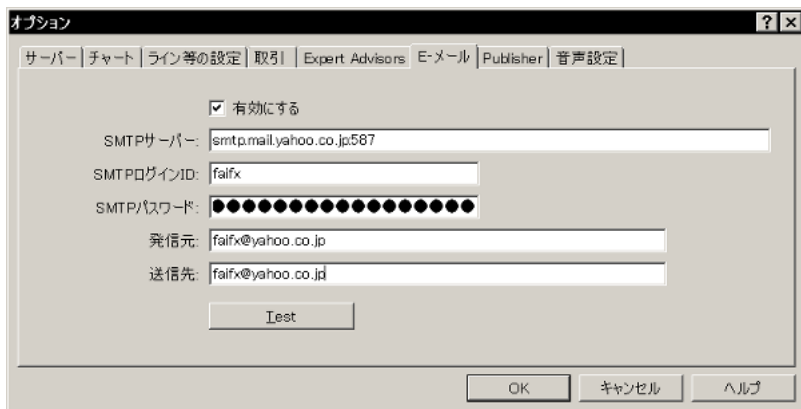 オプション
サーバー チャート ライン等の設定 取引 Expert Advisors E-メール Publisher 音声設定
有効にする
SMTPサーバー: smtp.mail.yahoo.co.jp:587
SMTPログインID: faifx
SMTPパスワード: ●●●●●●●●●●●●●●●●●
発信元: faifx@yahoo.co.jp
送信先: faifx@yahoo.co.jp
Test
OK キャンセル ヘルプ